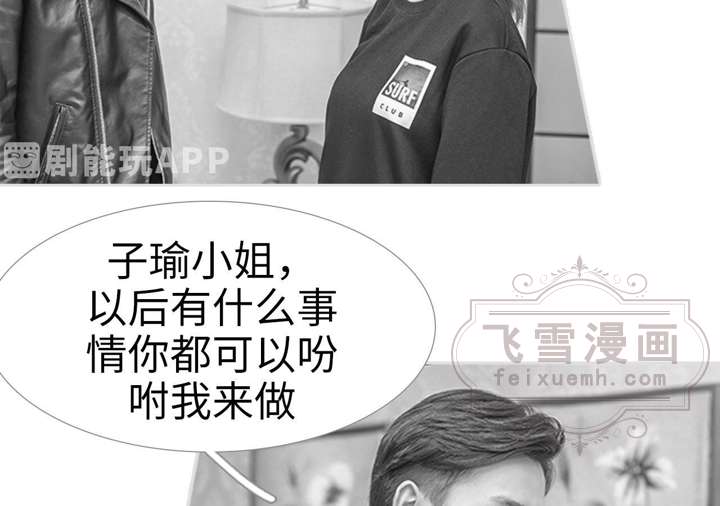 SURF
CLUB
剧能玩APP
子瑜小姐，
以后有什么事
情你都可以吩
咐我来做
飞雪漫画
feixuemh.com